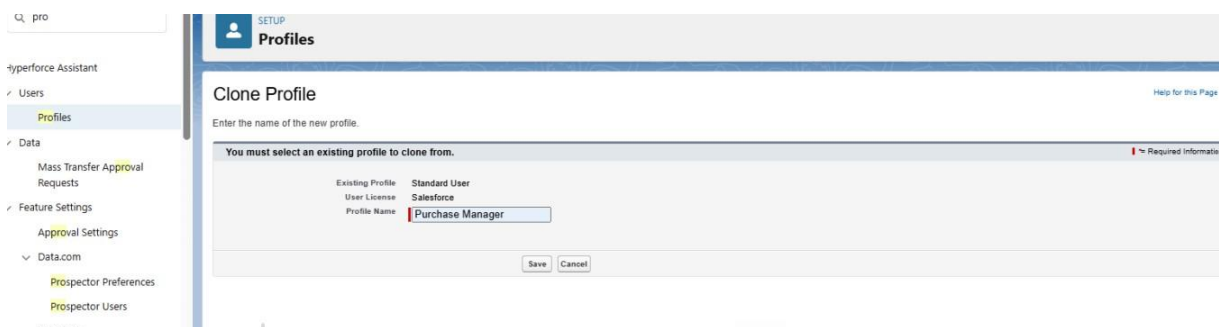 pro
Hyperforce Assistant
Users
Profiles
Data
Mass Transfer Approval
Requests
Feature Settings
Approval Settings
Data.com
Prospector Preferences
Prospector Users
SETUP
Profiles
Clone Profile
Help for this Page
Enter the name of the new profile.
You must select an existing profile to clone from.
= Required Informatio
Existing Profile Standard User
User License Salesforce
Profile Name Purchase Manager
Save Cancel